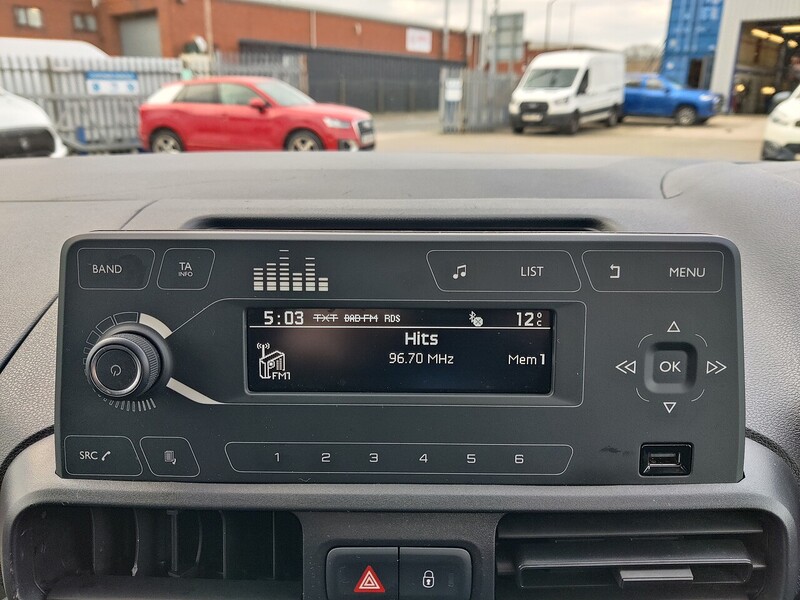 BAND
TA
INFO
LIST
MENU
5:03 TXT DAB-FM RDS 12°C
Hits
96.70 MHz
Mem 1
FM1
OK
SRC
1 2 3 4 5 6